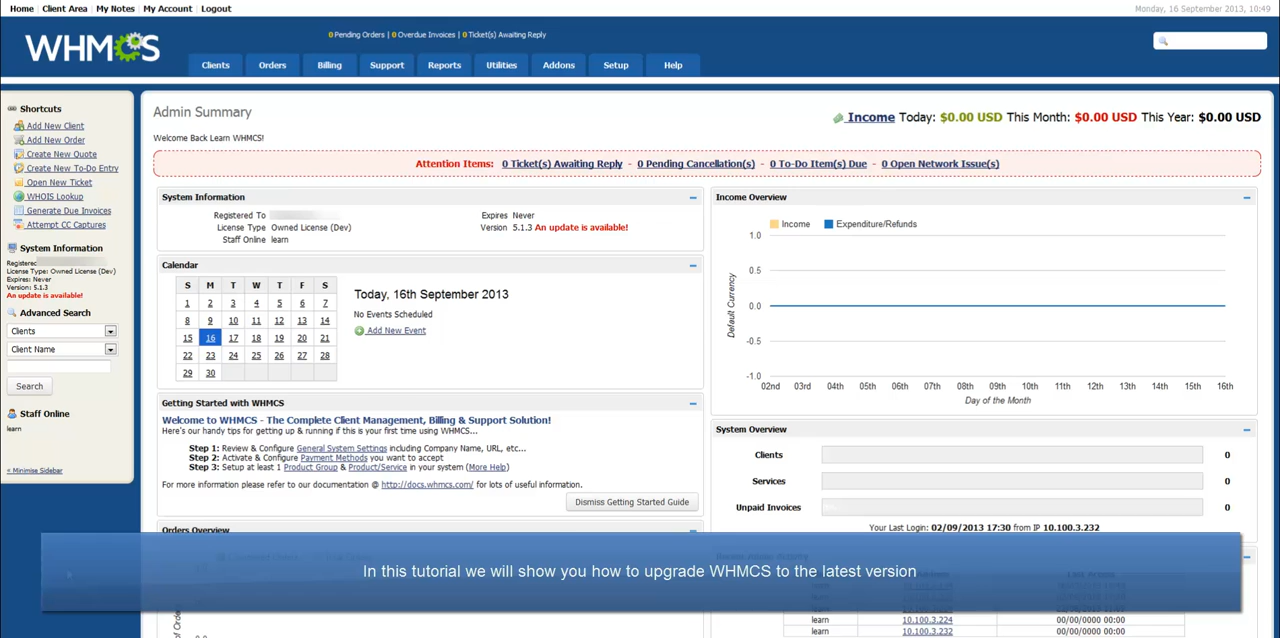 Home Client Area My Notes My Account Logout
Monday, 16 September 2013, 10:49
WHMCS
0 Pending Orders | 0 Overdue Invoices | 0 Ticket(s) Awaiting Reply
Clients Orders Billing Support Reports Utilities Addons Setup Help
Shortcuts
Add New Client
Add New Order
Create New Quote
Create New To-Do Entry
Open New Ticket
WHOIS Lookup
Generate Due Invoices
Attempt CC Captures
System Information
Registered
License Type: Owned License (Dev)
Expires: Never
Version: 5.1.3
An update is available!
Advanced Search
Clients
Client Name
Search
Staff Online
learn
« Minimise Sidebar
Admin Summary
Income Today: $0.00 USD This Month: $0.00 USD This Year: $0.00 USD
Welcome Back Learn WHMCS!
Attention Items: 0 Ticket(s) Awaiting Reply - 0 Pending Cancellation(s) - 0 To-Do Item(s) Due - 0 Open Network Issue(s)
System Information
Registered To
Expires Never
License Type Owned License (Dev)
Version 5.1.3 An update is available!
Staff Online learn
Calendar
S M T W T F S
1 2 3 4 5 6 7
8 9 10 11 12 13 14
15 16 17 18 19 20 21
22 23 24 25 26 27 28
29 30
Today, 16th September 2013
No Events Scheduled
Add New Event
Getting Started with WHMCS
Welcome to WHMCS - The Complete Client Management, Billing & Support Solution!
Here's our handy tips for getting up & running if this is your first time using WHMCS...
Step 1: Review & Configure General System Settings including Company Name, URL, etc...
Step 2: Activate & Configure Payment Methods you want to accept
Step 3: Setup at least 1 Product Group & Product/Service in your system (More Help)
For more information please refer to our documentation @ http://docs.whmcs.com/ for lots of useful information.
Dismiss Getting Started Guide
Orders Overview
Income Overview
Income Expenditure/Refunds
1.0
0.5
0.0
-0.5
-1.0
Default Currency
02nd 03rd 04th 05th 06th 07th 08th 09th 10th 11th 12th 13th 14th 15th 16th
Day of the Month
System Overview
Clients 0
Services 0
Unpaid Invoices 0
Your Last Login: 02/09/2013 17:30 from IP 10.100.3.232
In this tutorial we will show you how to upgrade WHMCS to the latest version
learn 10.100.3.224 00/00/0000 00:00
learn 10.100.3.232 00/00/0000 00:00